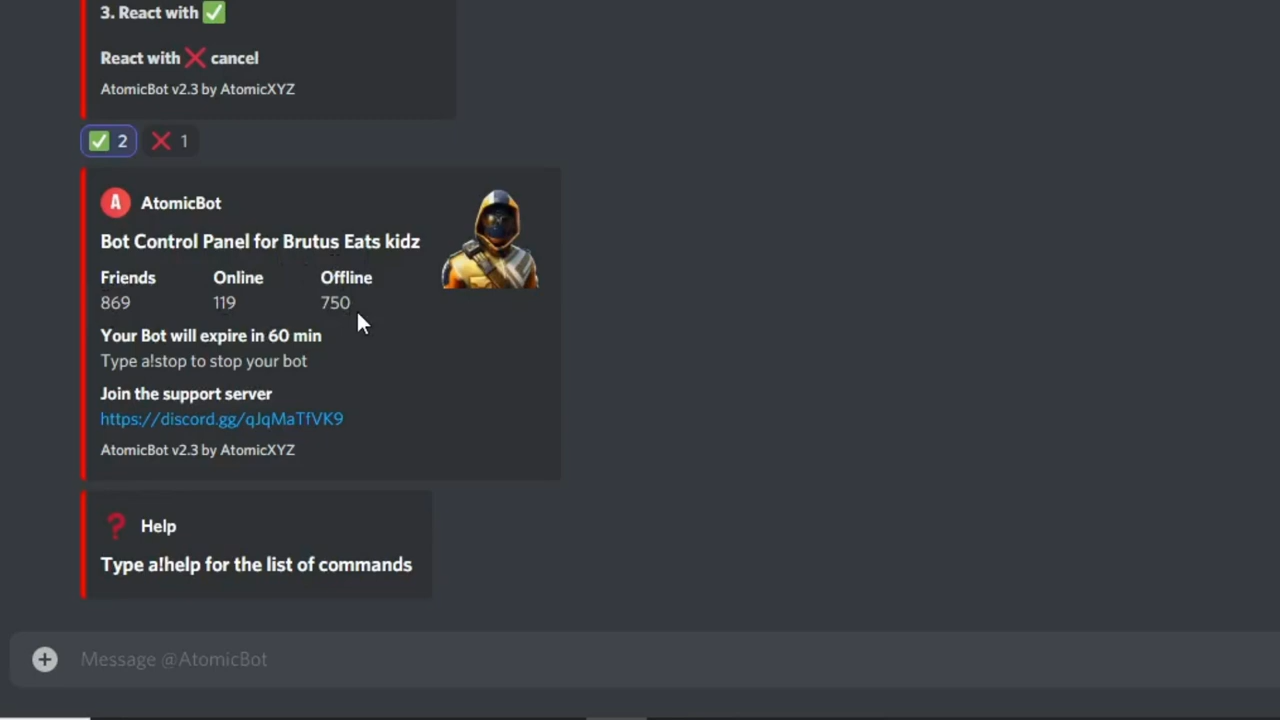 3. React with ✅
React with ❌ cancel
AtomicBot v2.3 by AtomicXYZ
✅ 2 ❌ 1
A AtomicBot
Bot Control Panel for Brutus Eats kidz
Friends Online Offline
869 119 750
Your Bot will expire in 60 min
Type a!stop to stop your bot
Join the support server
https://discord.gg/qJqMaTfVK9
AtomicBot v2.3 by AtomicXYZ
❓ Help
Type a!help for the list of commands
Message @AtomicBot